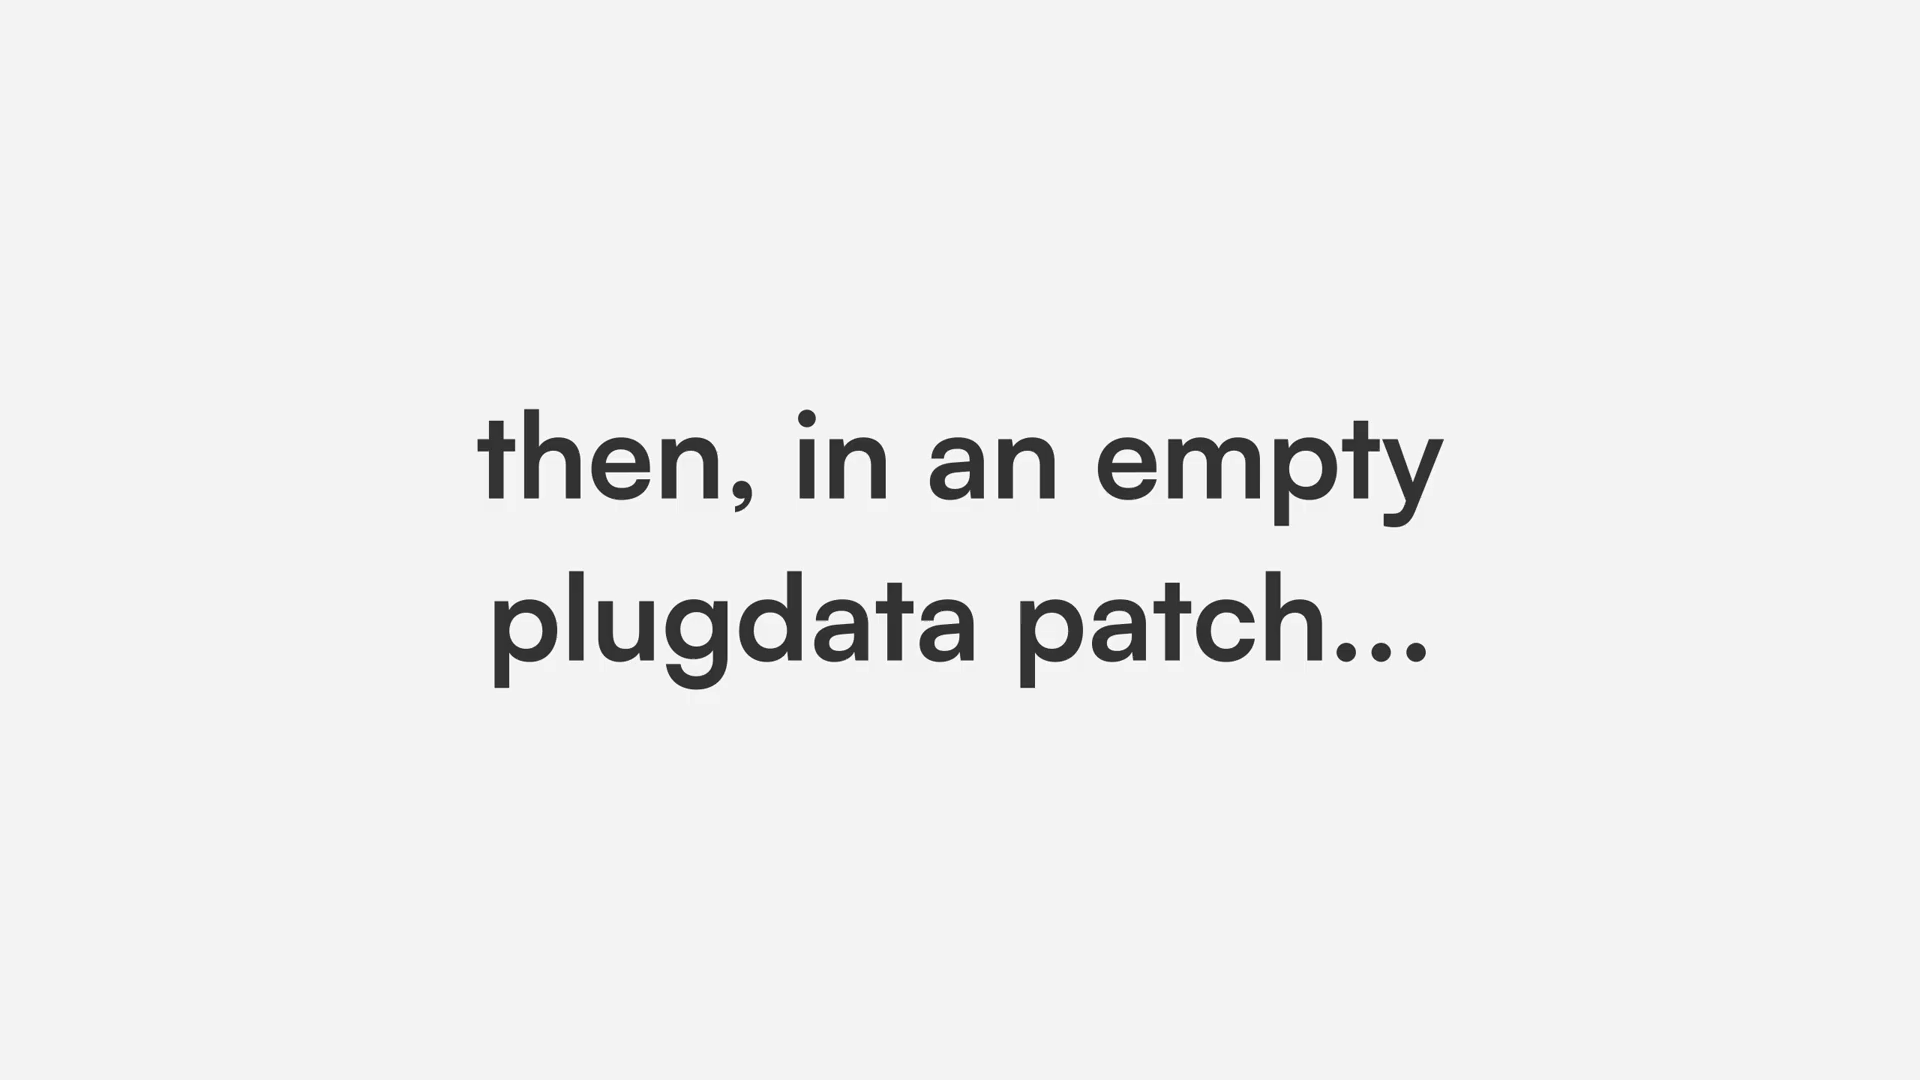 then, in an empty
plugdata patch...